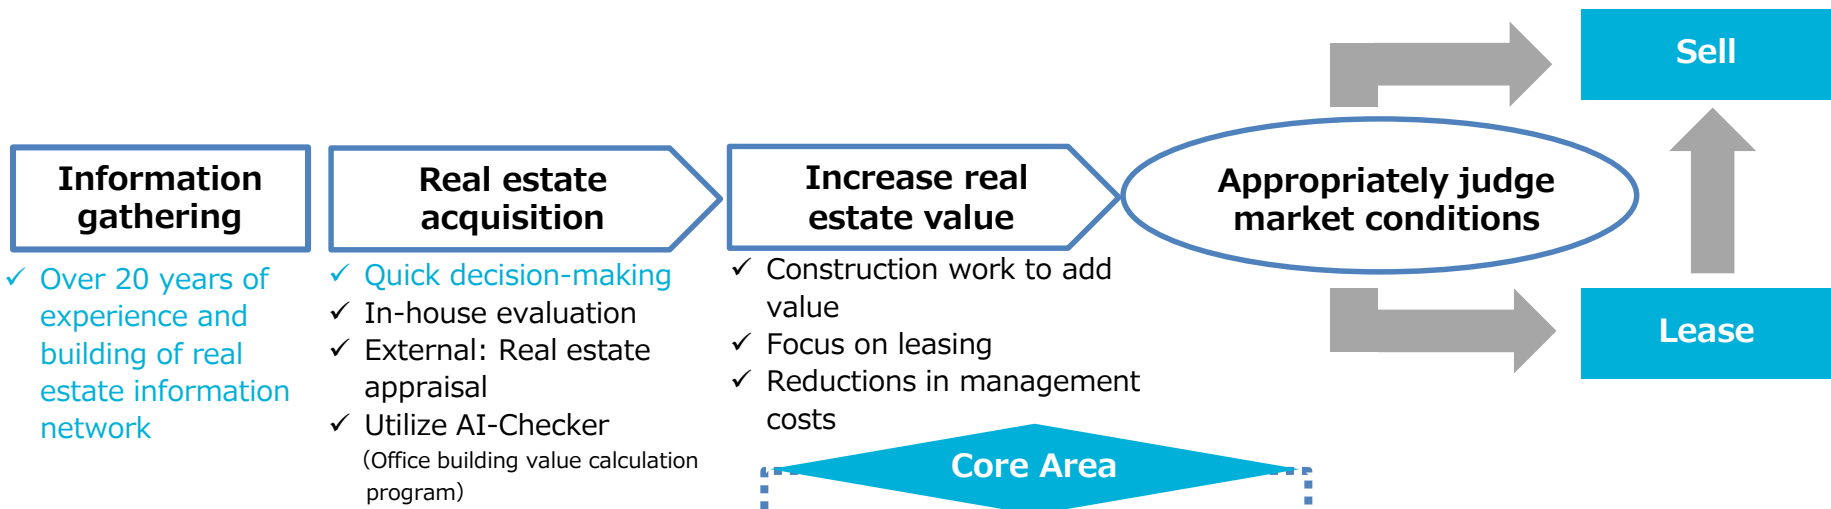 Information
gathering
✓ Over 20 years of
experience and
building of real
estate information
network
Real estate
acquisition
✓ Quick decision-making
✓ In-house evaluation
✓ External: Real estate
appraisal
✓ Utilize AI-Checker
(Office building value calculation
program)
Increase real
estate value
✓ Construction work to add
value
✓ Focus on leasing
✓ Reductions in management
costs
Core Area
Appropriately judge
market conditions
Sell
Lease